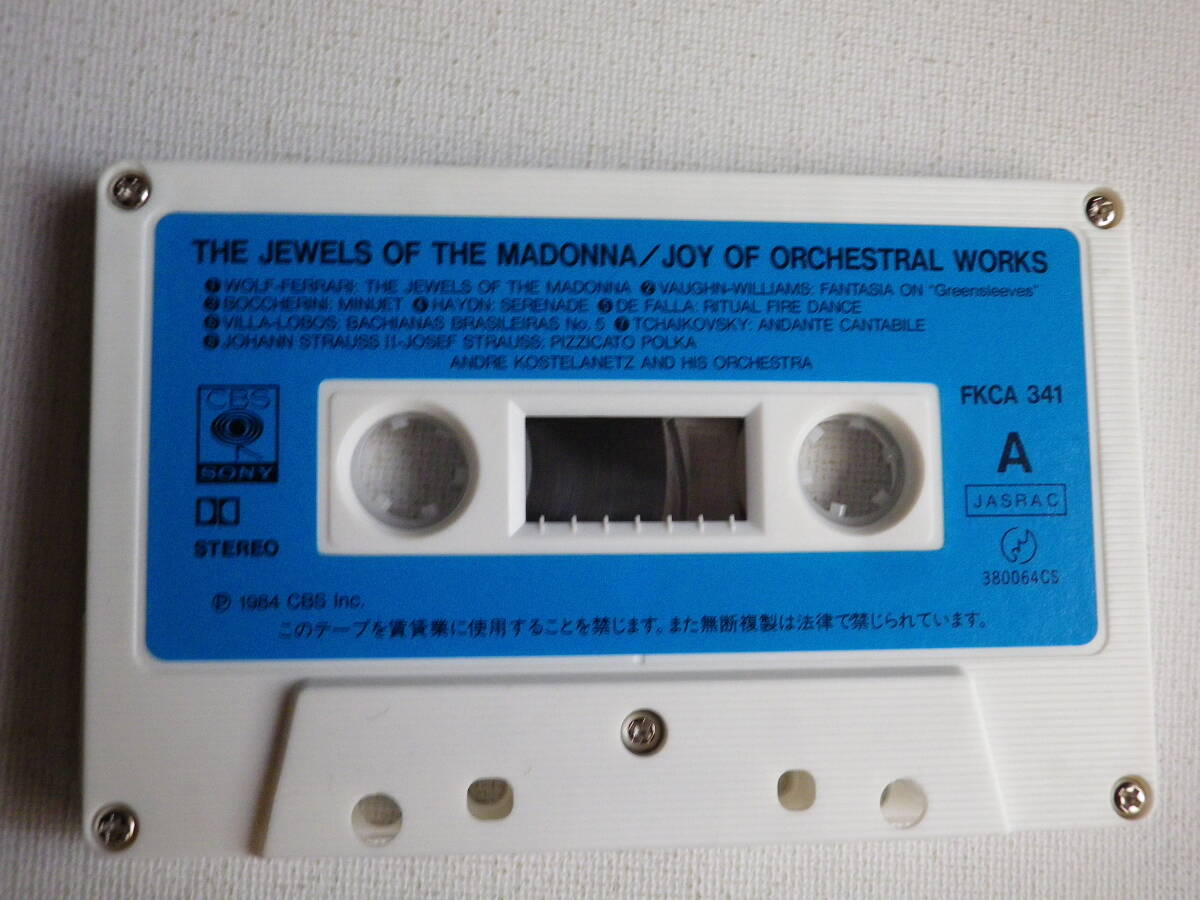 THE JEWELS OF THE MADONNA/JOY OF ORCHESTRAL WORKS
❶ WOLF-FERRARI: THE JEWELS OF THE MADONNA ❷ VAUGHN-WILLIAMS: FANTASIA ON "Greensleeves"
❸ BOCCHERINI: MINUET ❹ HAYDN: SERENADE ❺ DE FALLA: RITUAL FIRE DANCE
❻ VILLA-LOBOS: BACHIANAS BRASILEIRAS No. 5 ❼ TCHAIKOVSKY: ANDANTE CANTABILE
❽ JOHANN STRAUSS II-JOSEF STRAUSS: PIZZICATO POLKA
ANDRE KOSTELANETZ AND HIS ORCHESTRA
CBS
SONY
STEREO
FKCA 341
A
JASRAC
380064CS
Ⓟ 1984 CBS Inc.
このテープを賃貸業に使用することを禁じます。また無断複製は法律で禁じられています。